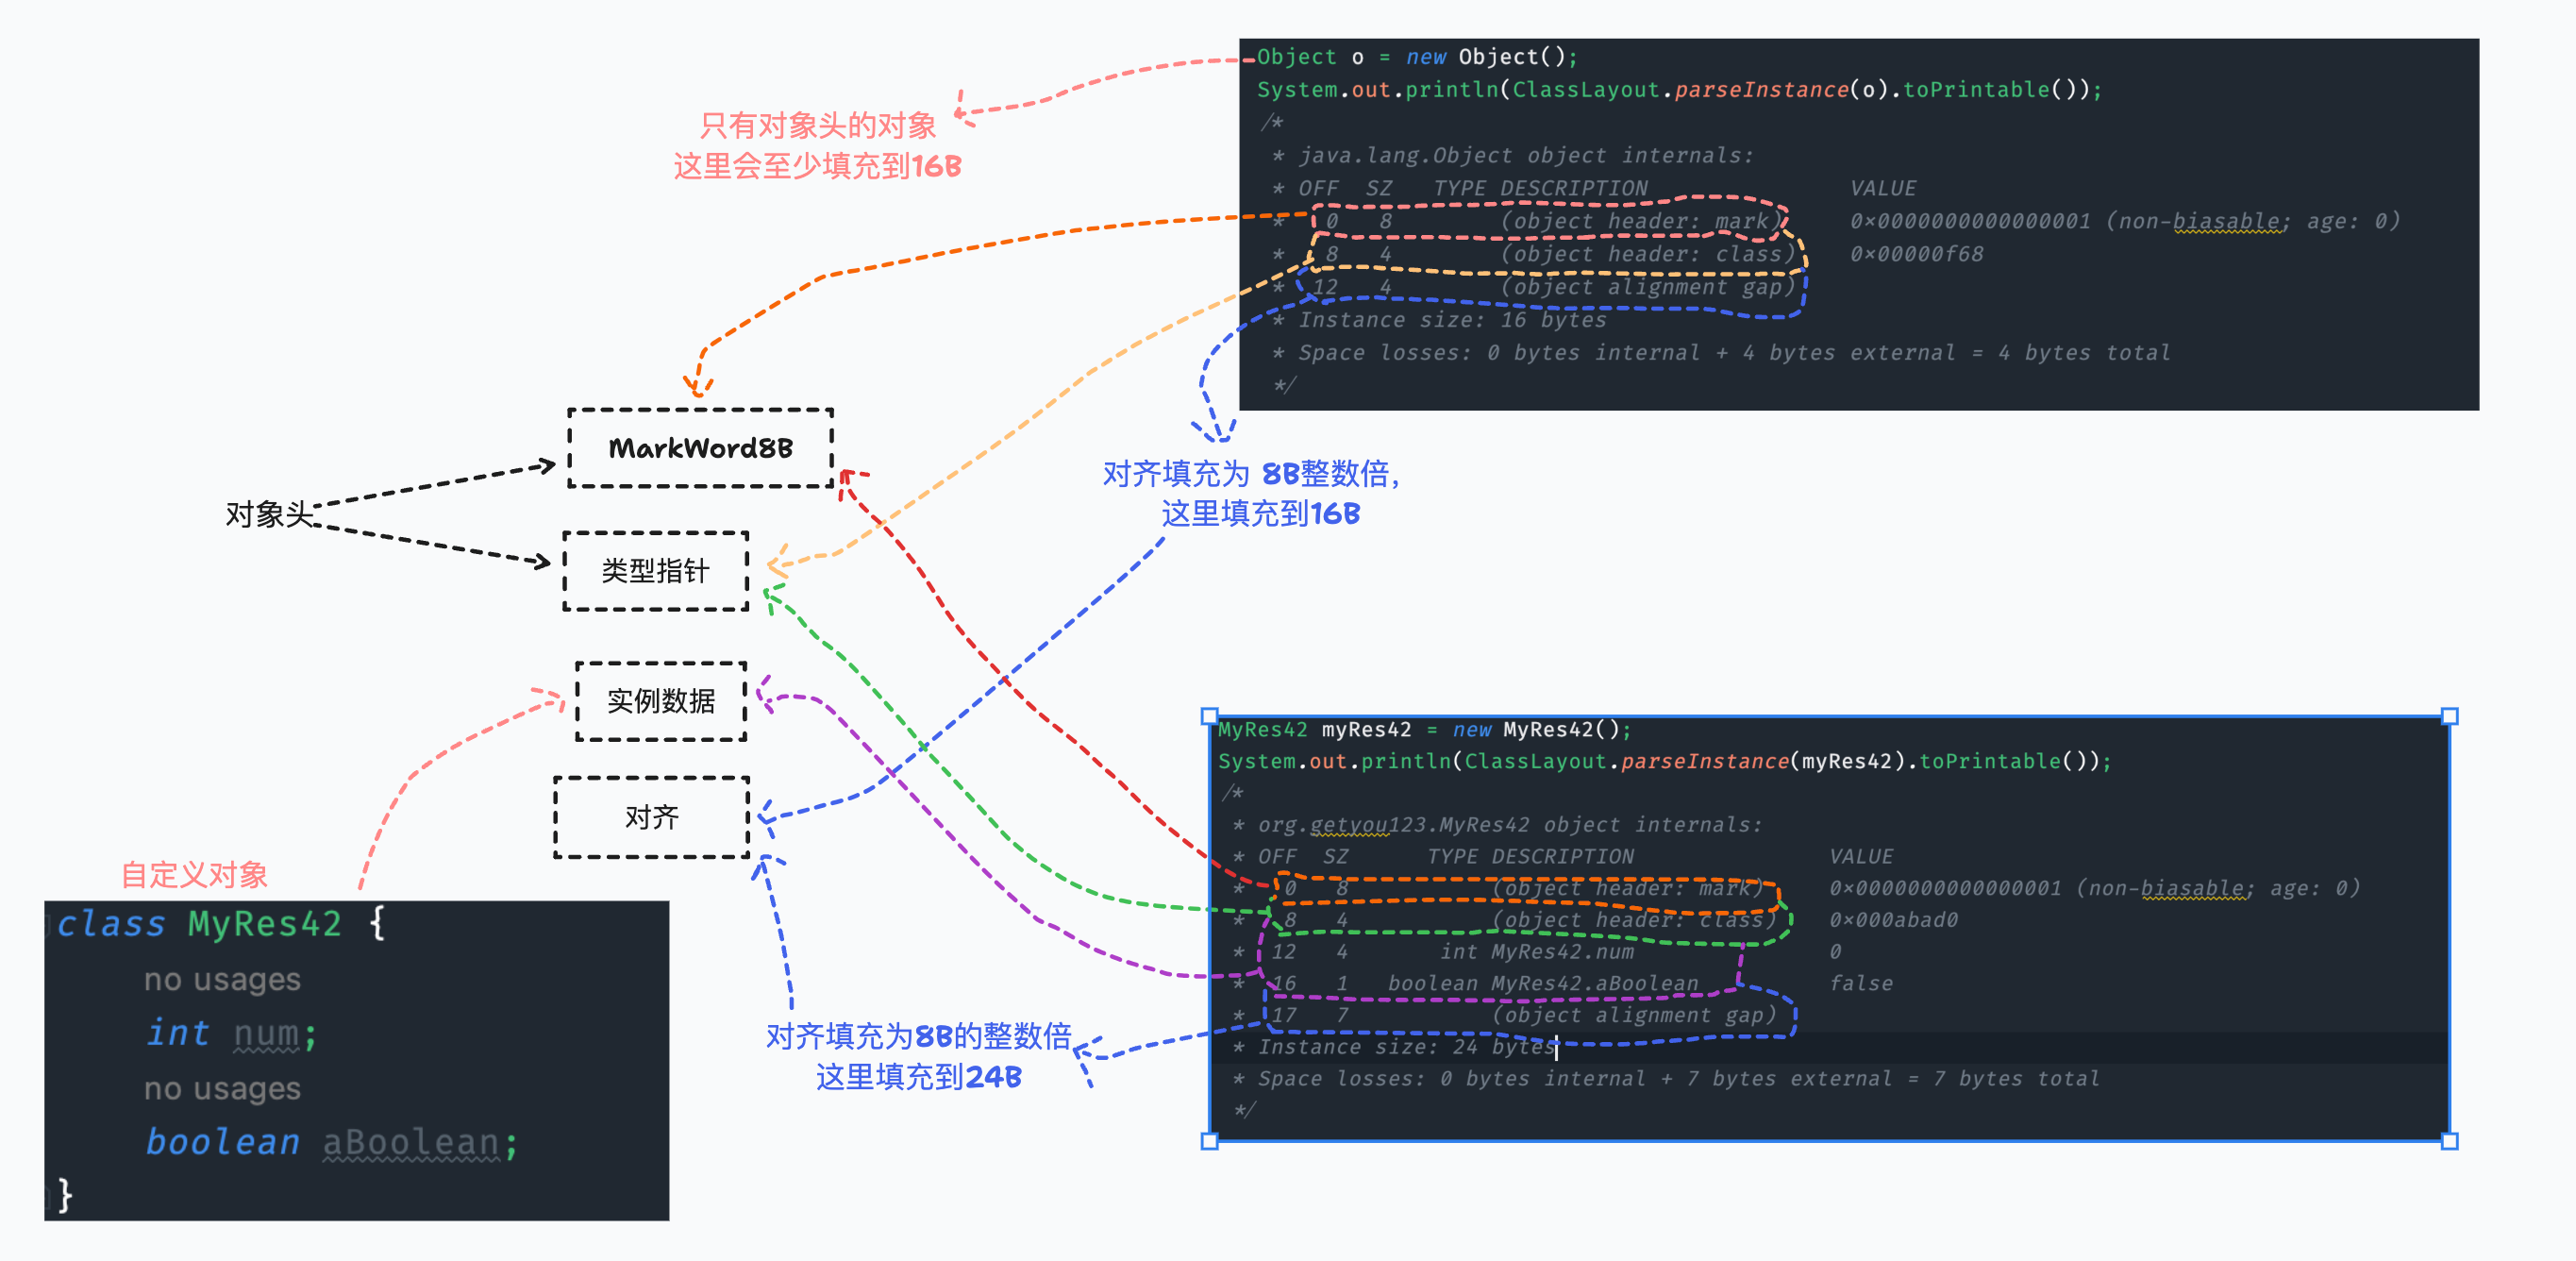 Object o = new Object();
System.out.println(ClassLayout.parseInstance(o).toPrintable());
/*
* java.lang.Object object internals:
* OFF SZ TYPE DESCRIPTION VALUE
* 0 8 (object header: mark) 0×0000000000000001 (non-biasable; age: 0)
* 8 4 (object header: class) 0×00000f68
* 12 4 (object alignment gap)
* Instance size: 16 bytes
* Space losses: 0 bytes internal + 4 bytes external = 4 bytes total
*/
只有对象头的对象
这里会至少填充到16B
MarkWord8B
对象头
类型指针
实例数据
对齐
对齐填充为 8B整数倍,
这里填充到16B
MyRes42 myRes42 = new MyRes42();
System.out.println(ClassLayout.parseInstance(myRes42).toPrintable());
/*
* org.getyou123.MyRes42 object internals:
* OFF SZ TYPE DESCRIPTION VALUE
* 0 8 (object header: mark) 0×0000000000000001 (non-biasable; age: 0)
* 8 4 (object header: class) 0×000abad0
* 12 4 int MyRes42.num 0
* 16 1 boolean MyRes42.aBoolean false
* 17 7 (object alignment gap)
* Instance size: 24 bytes
* Space losses: 0 bytes internal + 7 bytes external = 7 bytes total
*/
自定义对象
class MyRes42 {
no usages
int num;
no usages
boolean aBoolean;
}
对齐填充为8B的整数倍
这里填充到24B